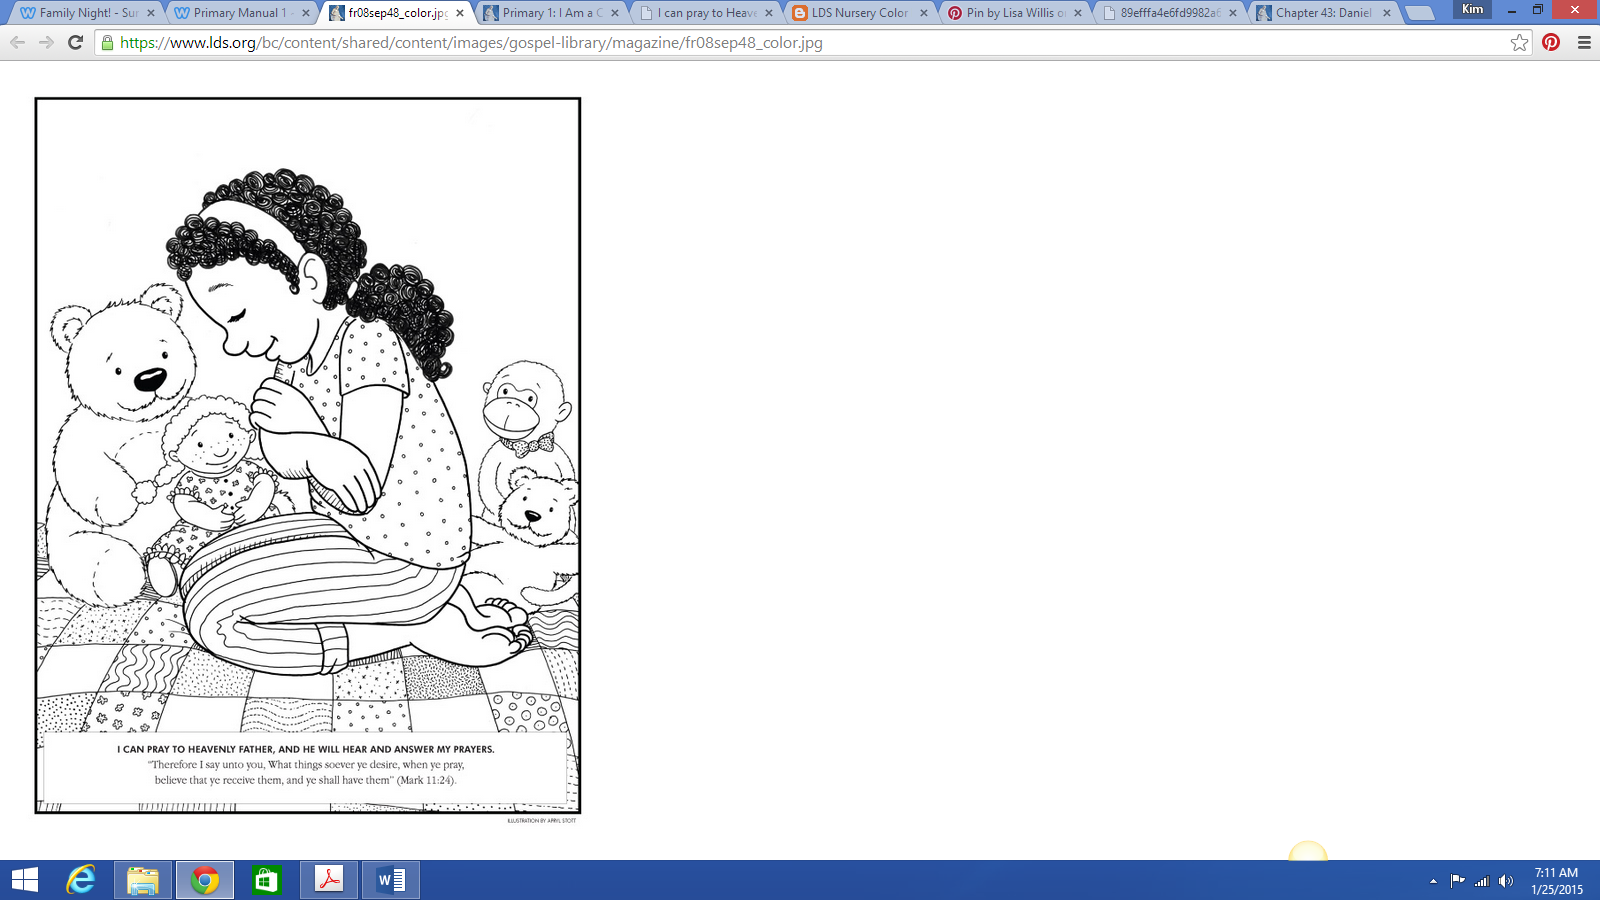 Family Night! - Sun
Primary Manual 1 -
fr08sep48_color.jpg
Primary 1: I Am a C
I can pray to Heave
LDS Nursery Color
Pin by Lisa Willis o
Chapter 43: Daniel
Kim
https://www.lds.org/bc/content/shared/content/images/gospel-library/magazine/fr08sep48_color.jpg
I CAN PRAY TO HEAVENLY FATHER, AND HE WILL HEAR AND ANSWER MY PRAYERS.
"Therefore I say unto you, What things soever ye desire, when ye pray,
believe that ye receive them, and ye shall have them" (Mark 11:24).
ILLUSTRATION BY APRYL STOTT
7:11 AM
1/25/2015